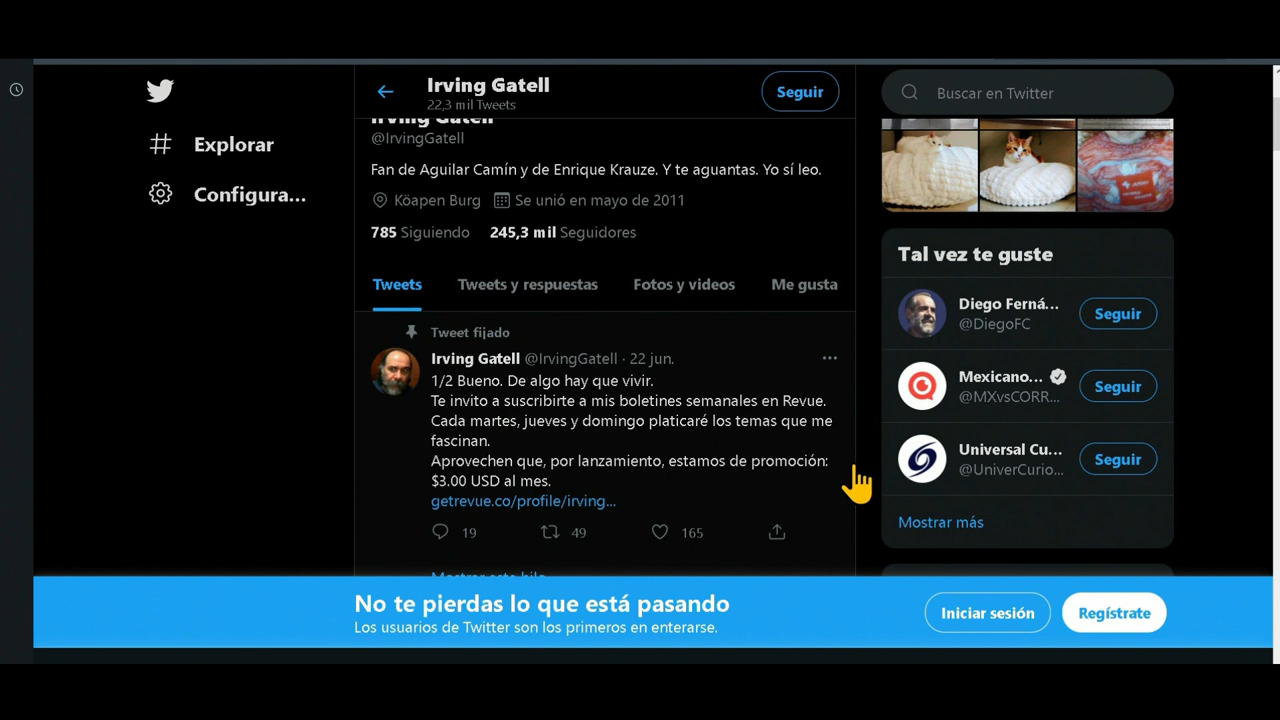 Explorar
Configura...
Irving Gatell
22,3 mil Tweets
Seguir
Irving Gatell
@IrvingGatell
Fan de Aguilar Camín y de Enrique Krauze. Y te aguantas. Yo sí leo.
Köapen Burg Se unió en mayo de 2011
785 Siguiendo 245,3 mil Seguidores
Tweets Tweets y respuestas Fotos y videos Me gusta
Tweet fijado
Irving Gatell @IrvingGatell · 22 jun.
1/2 Bueno. De algo hay que vivir.
Te invito a suscribirte a mis boletines semanales en Revue.
Cada martes, jueves y domingo platicaré los temas que me
fascinan.
Aprovechen que, por lanzamiento, estamos de promoción:
$3.00 USD al mes.
getrevue.co/profile/irving...
19 49 165
Mostrar este hilo
Buscar en Twitter
Tal vez te guste
Diego Ferná...
@DiegoFC
Seguir
Mexicano...
@MXvsCORR...
Seguir
Universal Cu...
@UniverCurio...
Seguir
Mostrar más
No te pierdas lo que está pasando
Los usuarios de Twitter son los primeros en enterarse.
Iniciar sesión
Regístrate